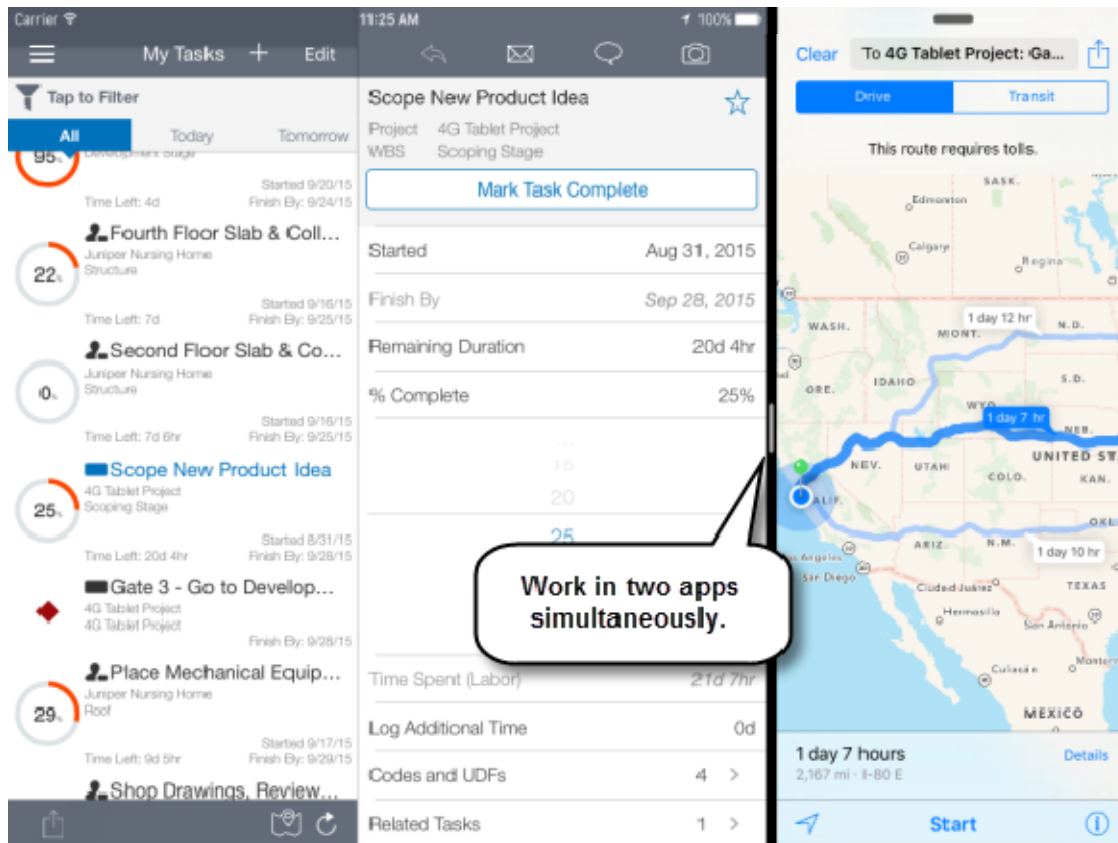 Carrier
11:25 AM
100%
My Tasks + Edit
Tap to Filter
All Today Tomorrow
95%
Development Stage
Started 9/20/15
Time Left: 4d Finish By: 9/24/15
Fourth Floor Slab & Coll...
Juniper Nursing Home
Structure
22%
Started 9/16/15
Time Left: 7d Finish By: 9/25/15
Second Floor Slab & Co...
Juniper Nursing Home
Structure
0%
Started 9/16/15
Time Left: 7d 6hr Finish By: 9/25/15
Scope New Product Idea
4G Tablet Project
Scoping Stage
25%
Started 8/31/15
Time Left: 20d 4hr Finish By: 9/28/15
Gate 3 - Go to Develop...
4G Tablet Project
4G Tablet Project
Finish By: 9/28/15
Place Mechanical Equip...
Juniper Nursing Home
Roof
29%
Started 9/17/15
Time Left: 9d 5hr Finish By: 9/29/15
Shop Drawings, Review...
Scope New Product Idea
Project 4G Tablet Project
WBS Scoping Stage
Mark Task Complete
Started Aug 31, 2015
Finish By Sep 28, 2015
Remaining Duration 20d 4hr
% Complete 25%
15
20
25
Work in two apps
simultaneously.
Time Spent (Labor) 21d 7hr
Log Additional Time 0d
Codes and UDFs 4 >
Related Tasks 1 >
Clear To 4G Tablet Project: Ga...
Drive Transit
This route requires tolls.
SASK.
Edmonton
Calgary
Regina
1 day 12 hr
WASH. MONT. N.D.
ORE. IDAHO S.D.
WYO.
1 day 7 hr
NEB.
UNITED ST
NEV. UTAH COLO. KAN.
CALIF.
OKL
ARIZ. N.M. 1 day 10 hr
Los Angeles
San Diego
Ciudad Juárez TEXAS
Hermosillo
San Antonio
Culiacán Monterr
MÉXICO
1 day 7 hours Details
2,167 mi · I-80 E
Start